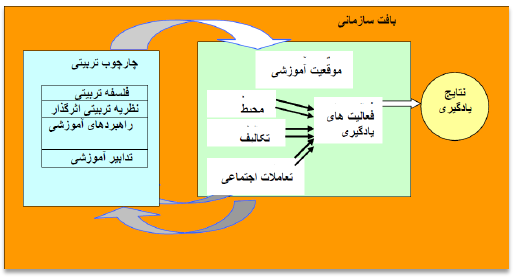 بافت سازمانی
چارچوب تربیتی
فلسفه تربیتی
نظریه تربیتی اثرگذار
راهبردهای آموزشی
تدابیر آموزشی
موقعیت آموزشی
محیط
تکالیف
تعاملات اجتماعی
فعالیت های
یادگیری
نتایج
یادگیری